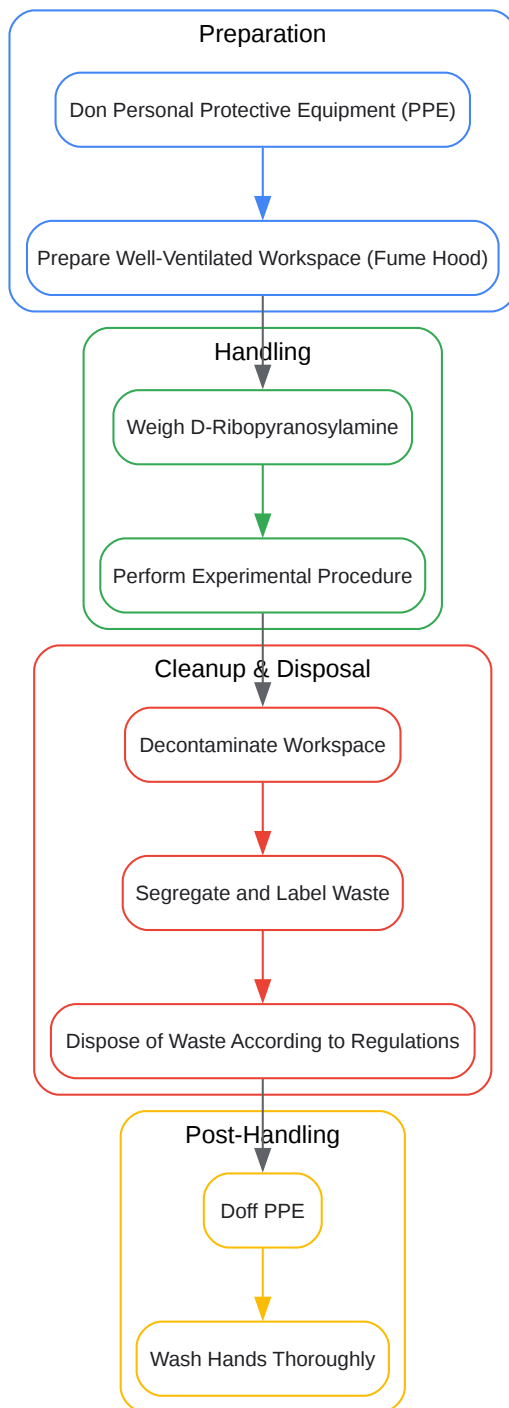 Preparation
Don Personal Protective Equipment (PPE)
Prepare Well-Ventilated Workspace (Fume Hood)
Handling
Weigh D-Ribopyranosylamine
Perform Experimental Procedure
Cleanup & Disposal
Decontaminate Workspace
Segregate and Label Waste
Dispose of Waste According to Regulations
Post-Handling
Doff PPE
Wash Hands Thoroughly